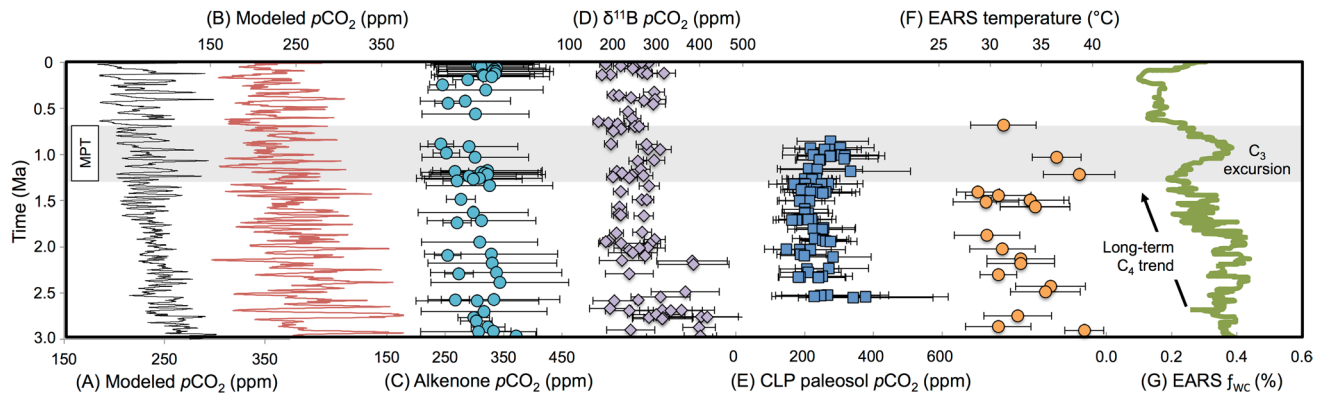 (B) Modeled pCO₂ (ppm)
(D) δ¹¹B pCO₂ (ppm)
(F) EARS temperature (°C)
150 250 350
100 200 300 400 500
25 30 35 40
Time (Ma)
0
0.5
1.0
1.5
2.0
2.5
3.0
MPT
C₃
excursion
Long-term
C₄ trend
150 350
150 250 350 450
0 200 400 600
0.0 0.2 0.4 0.6
(A) Modeled pCO₂ (ppm)
(C) Alkenone pCO₂ (ppm)
(E) CLP paleosol pCO₂ (ppm)
(G) EARS ƒwc (%)